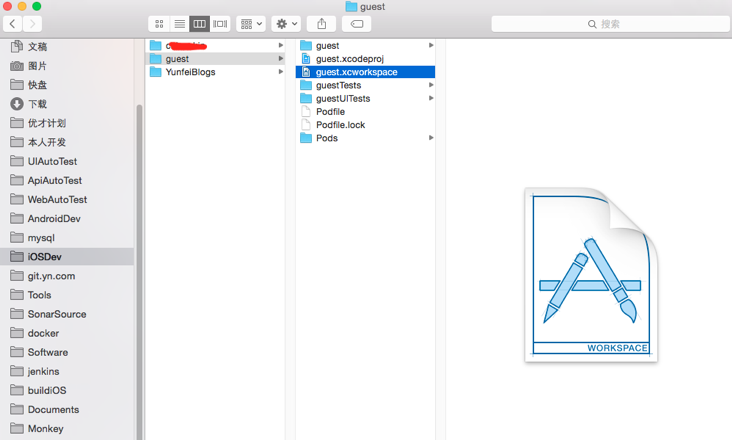 guest
搜索
文稿
图片
快盘
下载
优才计划
本人开发
UIAutoTest
ApiAutoTest
WebAutoTest
AndroidDev
mysql
iOSDev
git.yn.com
Tools
SonarSource
docker
Software
jenkins
buildiOS
Documents
Monkey
guest
YunfeiBlogs
guest
guest.xcodeproj
guest.xcworkspace
guestTests
guestUITests
Podfile
Podfile.lock
Pods
WORKSPACE